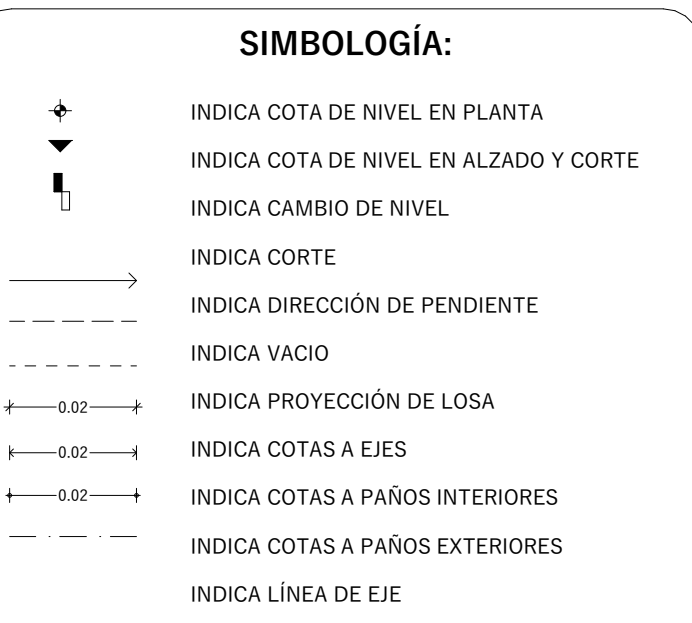 SIMBOLOGÍA:
INDICA COTA DE NIVEL EN PLANTA
INDICA COTA DE NIVEL EN ALZADO Y CORTE
INDICA CAMBIO DE NIVEL
INDICA CORTE
INDICA DIRECCIÓN DE PENDIENTE
INDICA VACIO
0.02 INDICA PROYECCIÓN DE LOSA
0.02 INDICA COTAS A EJES
0.02 INDICA COTAS A PAÑOS INTERIORES
INDICA COTAS A PAÑOS EXTERIORES
INDICA LÍNEA DE EJE